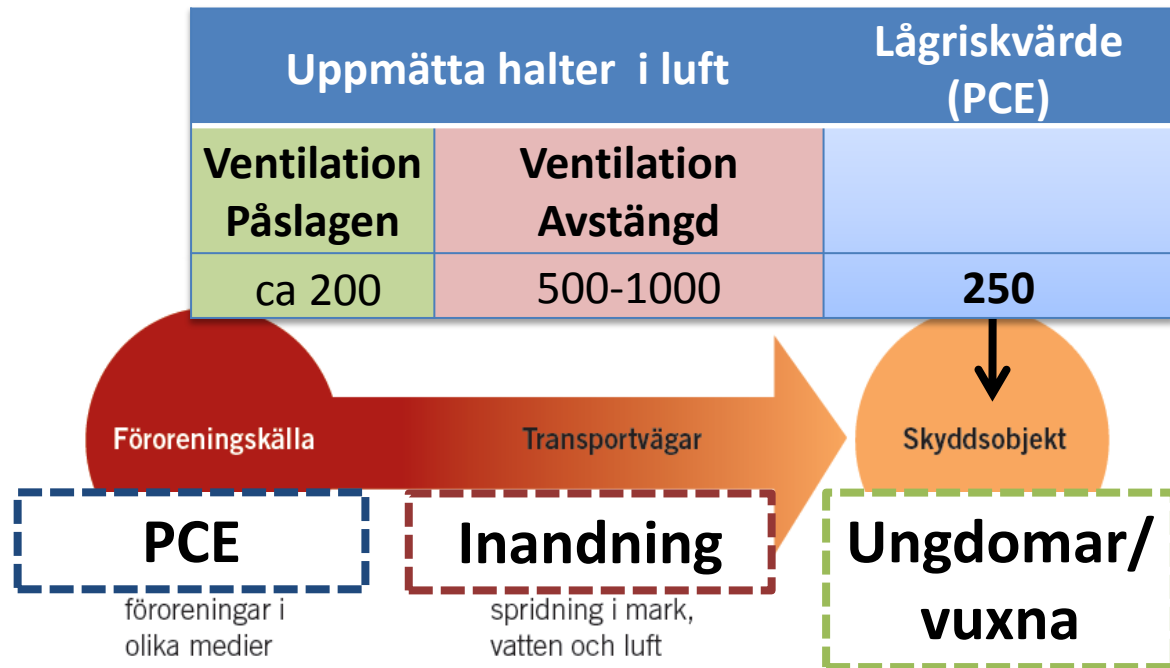 Uppmätta halter i luft
Lågriskvärde
(PCE)
Ventilation
Påslagen
Ventilation
Avstängd
ca 200
500-1000
250
Föroreningskälla
Transportvägar
Skyddsobjekt
PCE
Inandning
Ungdomar/
vuxna
föroreningar i
olika medier
spridning i mark,
vatten och luft